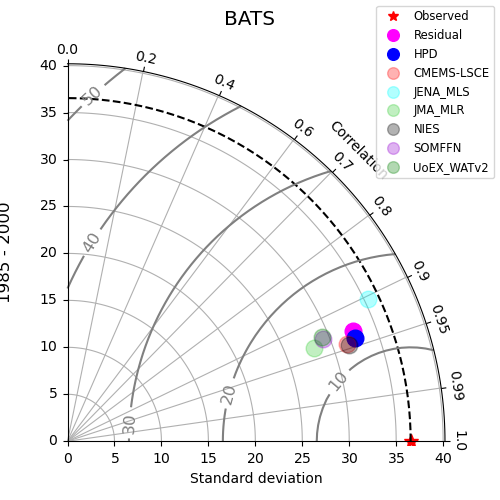 BATS
Observed
Residual
HPD
CMEMS-LSCE
JENA_MLS
JMA_MLR
NIES
SOMFFN
UoEX_WATv2
0.0
0.2
0.4
0.6
0.7
0.8
0.9
0.95
0.99
1.0
Correlation
40
35
30
25
20
15
10
5
0
1985 - 2000
50
40
30
20
10
0 5 10 15 20 25 30 35 40
Standard deviation